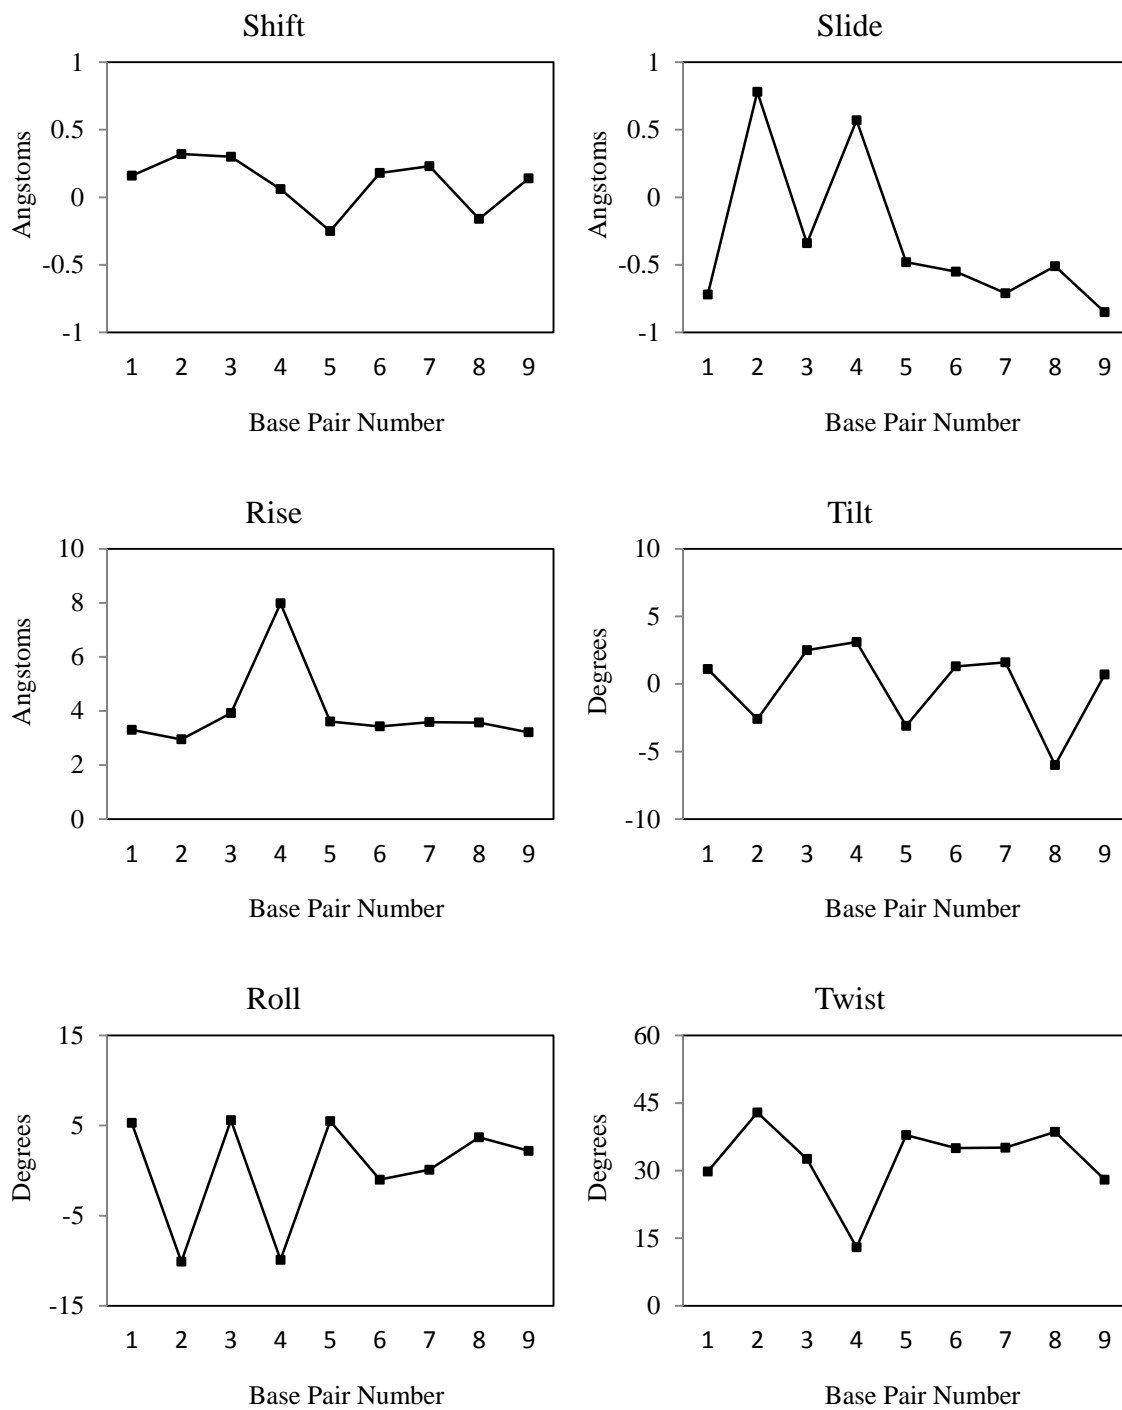 Shift
1
0.5
0
-0.5
-1
Angstoms
1 2 3 4 5 6 7 8 9
Base Pair Number
Slide
1
0.5
0
-0.5
-1
Angstoms
1 2 3 4 5 6 7 8 9
Base Pair Number
Rise
10
8
6
4
2
0
Angstoms
1 2 3 4 5 6 7 8 9
Base Pair Number
Tilt
10
5
0
-5
-10
Degrees
1 2 3 4 5 6 7 8 9
Base Pair Number
Roll
15
5
-5
-15
Degrees
1 2 3 4 5 6 7 8 9
Base Pair Number
Twist
60
45
30
15
0
Degrees
1 2 3 4 5 6 7 8 9
Base Pair Number